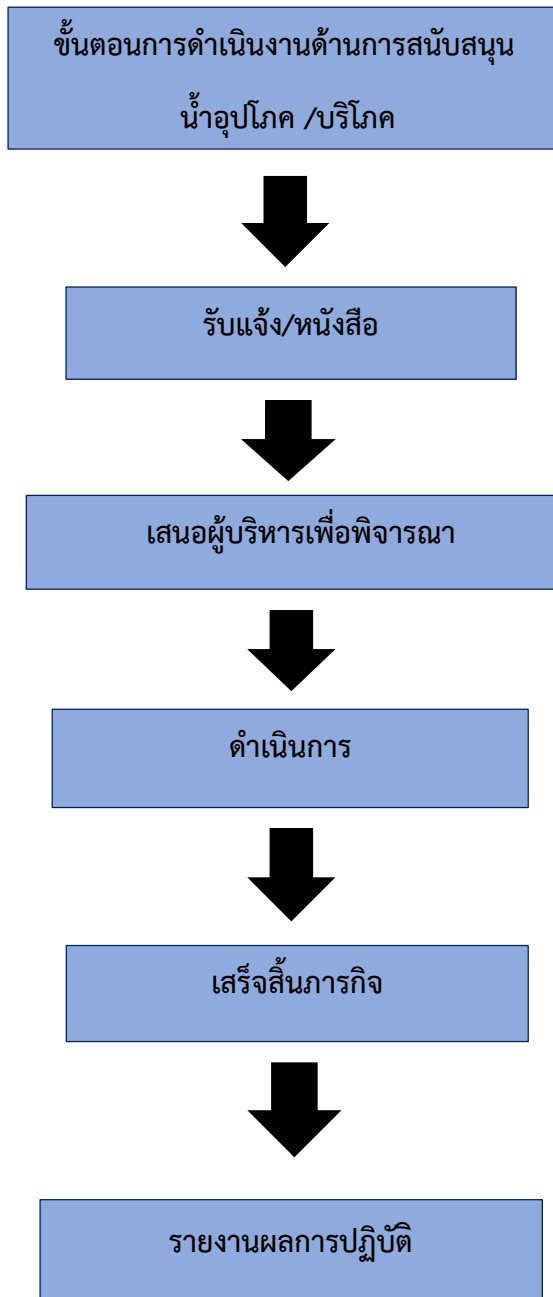 ขั้นตอนการดำเนินงานด้านการสนับสนุน
น้ำอุปโภค /บริโภค
รับแจ้ง/หนังสือ
เสนอผู้บริหารเพื่อพิจารณา
ดำเนินการ
เสร็จสิ้นภารกิจ
รายงานผลการปฏิบัติ